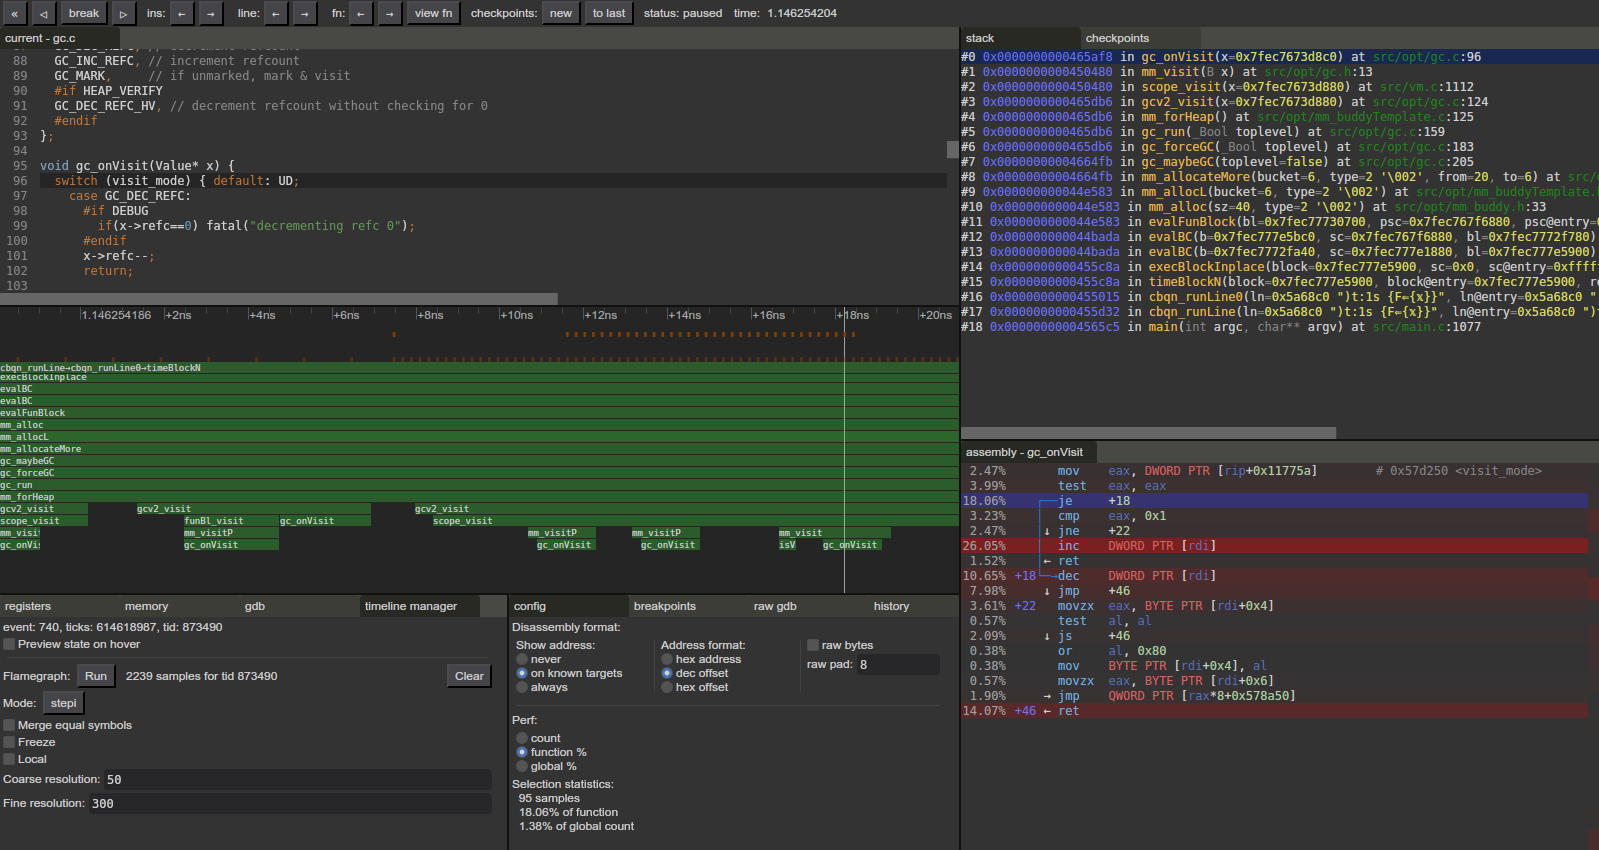 « ◁ break ▷ ins: ← → line: ← → fn: ← → view fn checkpoints: new to last status: paused time: 1.146254204
current - gc.c
88 GC_INC_REFC, // increment refcount
89 GC_MARK, // if unmarked, mark & visit
90 #if HEAP_VERIFY
91 GC_DEC_REFC_HV, // decrement refcount without checking for 0
92 #endif
93 };
94
95 void gc_onVisit(Value* x) {
96 switch (visit_mode) { default: UD;
97 case GC_DEC_REFC:
98 #if DEBUG
99 if(x->refc==0) fatal("decrementing refc 0");
100 #endif
101 x->refc--;
102 return;
103
1.146254186 +2ns +4ns +6ns +8ns +10ns +12ns +14ns +16ns +18ns +20ns
cbqn_runLine→cbqn_runLine0→timeBlockN
execBlockInplace
evalBC
evalBC
evalFunBlock
mm_alloc
mm_allocL
mm_allocateMore
gc_maybeGC
gc_forceGC
gc_run
mm_forHeap
gcv2_visit gcv2_visit gcv2_visit
scope_visit funBl_visit gc_onVisit scope_visit
mm_visit mm_visitP mm_visitP mm_visitP mm_visit
gc_onVis gc_onVisit gc_onVisit gc_onVisit isV gc_onVisit
registers memory gdb timeline manager
event: 740, ticks: 614618987, tid: 873490
Preview state on hover
Flamegraph: Run 2239 samples for tid 873490 Clear
Mode: stepi
Merge equal symbols
Freeze
Local
Coarse resolution: 50
Fine resolution: 300
config breakpoints raw gdb history
Disassembly format:
Show address: Address format: raw bytes
never hex address raw pad: 8
on known targets dec offset
always hex offset
Perf:
count
function %
global %
Selection statistics:
95 samples
18.06% of function
1.38% of global count
stack checkpoints
#0 0x0000000000465af8 in gc_onVisit(x=0x7fec7673d8c0) at src/opt/gc.c:96
#1 0x0000000000450480 in mm_visit(B x) at src/opt/gc.h:13
#2 0x0000000000450480 in scope_visit(x=0x7fec7673d880) at src/vm.c:1112
#3 0x0000000000465db6 in gcv2_visit(x=0x7fec7673d880) at src/opt/gc.c:124
#4 0x0000000000465db6 in mm_forHeap() at src/opt/mm_buddyTemplate.c:125
#5 0x0000000000465db6 in gc_run(_Bool toplevel) at src/opt/gc.c:159
#6 0x0000000000465db6 in gc_forceGC(_Bool toplevel) at src/opt/gc.c:183
#7 0x00000000004664fb in gc_maybeGC(toplevel=false) at src/opt/gc.c:205
#8 0x00000000004664fb in mm_allocateMore(bucket=6, type=2 '\002', from=20, to=6) at src/
#9 0x000000000044e583 in mm_allocL(bucket=6, type=2 '\002') at src/opt/mm_buddyTemplate.
#10 0x000000000044e583 in mm_alloc(sz=40, type=2 '\002') at src/opt/mm_buddy.h:33
#11 0x000000000044e583 in evalFunBlock(bl=0x7fec77730700, psc=0x7fec767f6880, psc@entry=
#12 0x000000000044bada in evalBC(b=0x7fec777e5bc0, sc=0x7fec767f6880, bl=0x7fec7772f780)
#13 0x000000000044bada in evalBC(b=0x7fec7772fa40, sc=0x7fec777e1880, bl=0x7fec777e5900)
#14 0x0000000000455c8a in execBlockInplace(block=0x7fec777e5900, sc=0x0, sc@entry=0xffff
#15 0x0000000000455c8a in timeBlockN(block=0x7fec777e5900, block@entry=0x7fec777e5900, r
#16 0x0000000000455015 in cbqn_runLine0(ln=0x5a68c0 ")t:1s {F⇐{x}}", ln@entry=0x5a68c0 "
#17 0x0000000000455d32 in cbqn_runLine(ln=0x5a68c0 ")t:1s {F⇐{x}}", ln@entry=0x5a68c0 ")
#18 0x00000000004565c5 in main(int argc, char** argv) at src/main.c:1077
assembly - gc_onVisit
2.47% mov eax, DWORD PTR [rip+0x11775a] # 0x57d250 <visit_mode>
3.99% test eax, eax
18.06% je +18
3.23% cmp eax, 0x1
2.47% ↓ jne +22
26.05% inc DWORD PTR [rdi]
1.52% ← ret
10.65% +18 dec DWORD PTR [rdi]
7.98% ↓ jmp +46
3.61% +22 movzx eax, BYTE PTR [rdi+0x4]
0.57% test al, al
2.09% ↓ js +46
0.38% or al, 0x80
0.38% mov BYTE PTR [rdi+0x4], al
0.57% movzx eax, BYTE PTR [rdi+0x6]
1.90% → jmp QWORD PTR [rax*8+0x578a50]
14.07% +46 ← ret